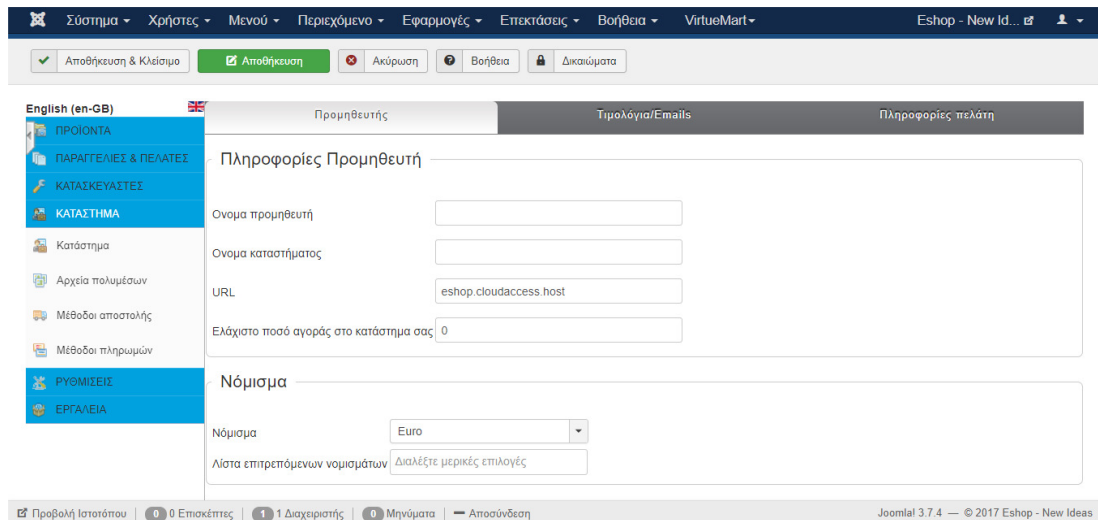 Σύστημα Χρήστες Μενού Περιεχόμενο Εφαρμογές Επεκτάσεις Βοήθεια VirtueMart Eshop - New Id...
Αποθήκευση & Κλείσιμο Αποθήκευση Ακύρωση Βοήθεια Δικαιώματα
English (en-GB)
Προμηθευτής Τιμολόγια/Emails Πληροφορίες πελάτη
ΠΡΟΪΟΝΤΑ
ΠΑΡΑΓΓΕΛΙΕΣ & ΠΕΛΑΤΕΣ
ΚΑΤΑΣΚΕΥΑΣΤΕΣ
ΚΑΤΑΣΤΗΜΑ
Κατάστημα
Αρχεία πολυμέσων
Μέθοδοι αποστολής
Μέθοδοι πληρωμών
ΡΥΘΜΙΣΕΙΣ
ΕΡΓΑΛΕΙΑ
Πληροφορίες Προμηθευτή
Ονομα προμηθευτή
Ονομα καταστήματος
URL eshop.cloudaccess.host
Ελάχιστο ποσό αγοράς στο κατάστημα σας 0
Νόμισμα
Νόμισμα Euro
Λίστα επιτρεπόμενων νομισμάτων Διαλέξτε μερικές επιλογές
Προβολή Ιστοτόπου | 0 0 Επισκέπτες | 1 1 Διαχειριστής | 0 Μηνύματα | Αποσύνδεση Joomla! 3.7.4 — © 2017 Eshop - New Ideas